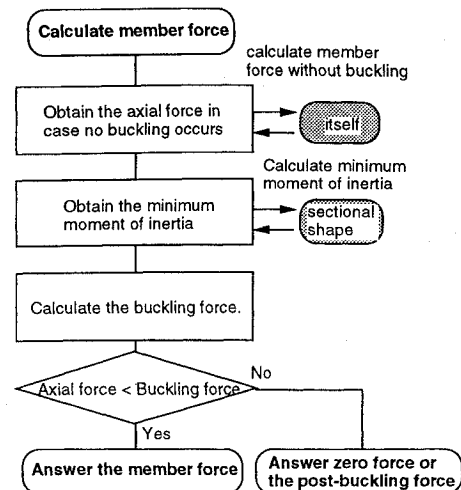 Calculate member force
calculate member
force without buckling
Obtain the axial force in
case no buckling occurs
itself
Calculate minimum
moment of inertia
Obtain the minimum
moment of inertia
sectional
shape
Calculate the buckling force.
Axial force < Buckling force
No
Yes
Answer the member force
Answer zero force or
the post-buckling force